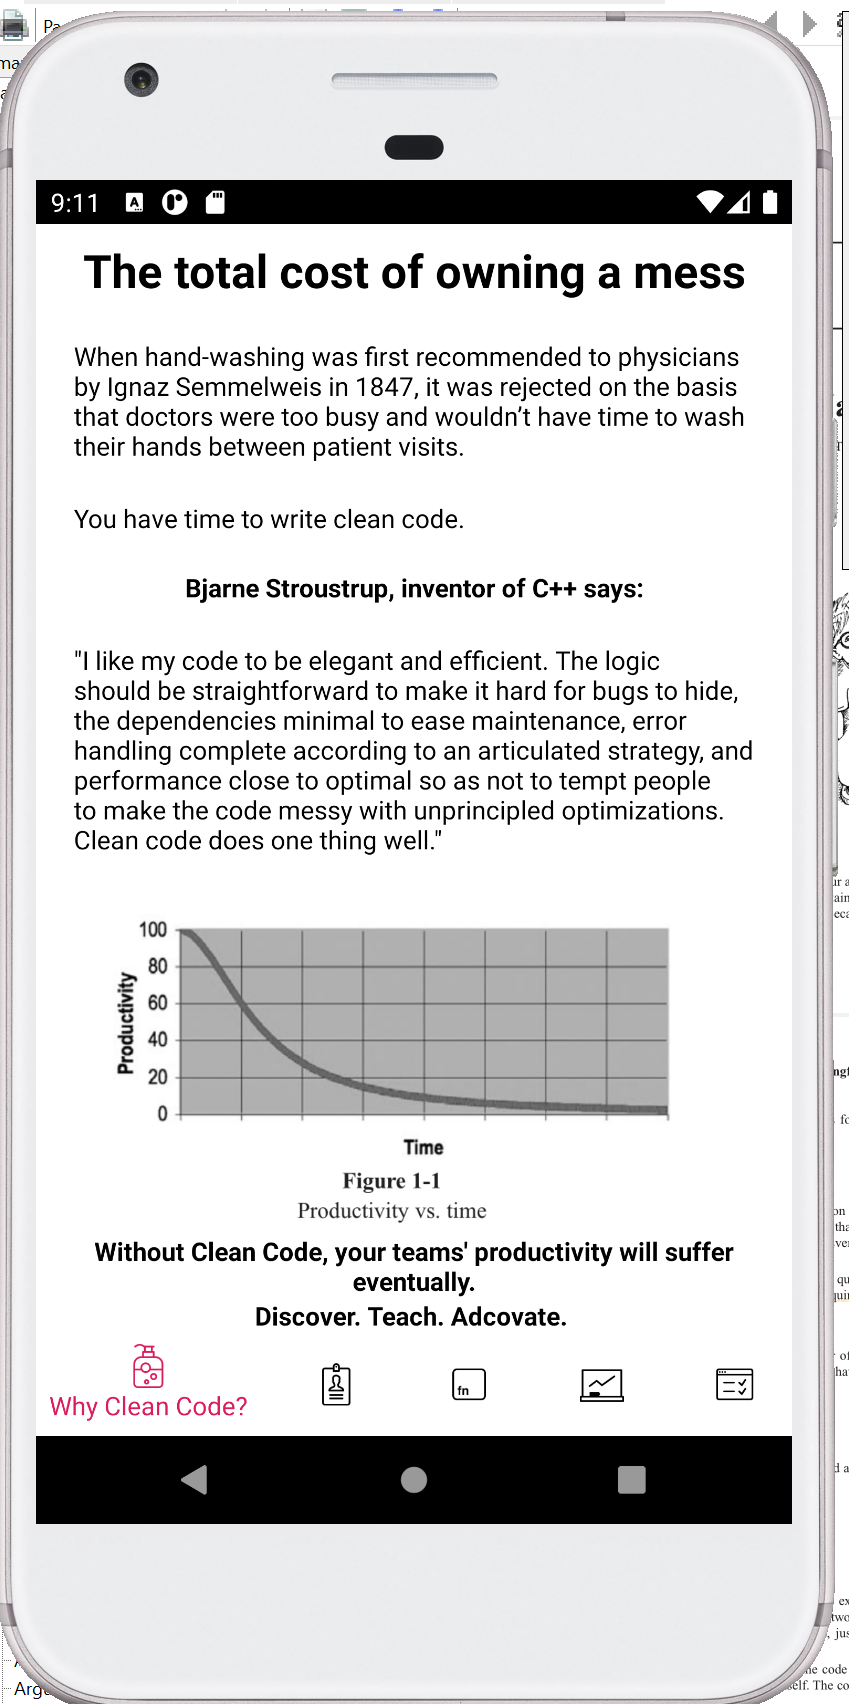 Pa
ma
9:11
The total cost of owning a mess
When hand-washing was first recommended to physicians
by Ignaz Semmelweis in 1847, it was rejected on the basis
that doctors were too busy and wouldn't have time to wash
their hands between patient visits.
You have time to write clean code.
Bjarne Stroustrup, inventor of C++ says:
"I like my code to be elegant and efficient. The logic
should be straightforward to make it hard for bugs to hide,
the dependencies minimal to ease maintenance, error
handling complete according to an articulated strategy, and
performance close to optimal so as not to tempt people
to make the code messy with unprincipled optimizations.
Clean code does one thing well."
100
80
60
40
20
0
Productivity
Time
Figure 1-1
Productivity vs. time
Without Clean Code, your teams' productivity will suffer
eventually.
Discover. Teach. Adcovate.
fn
Why Clean Code?
Arg
code
self. The co